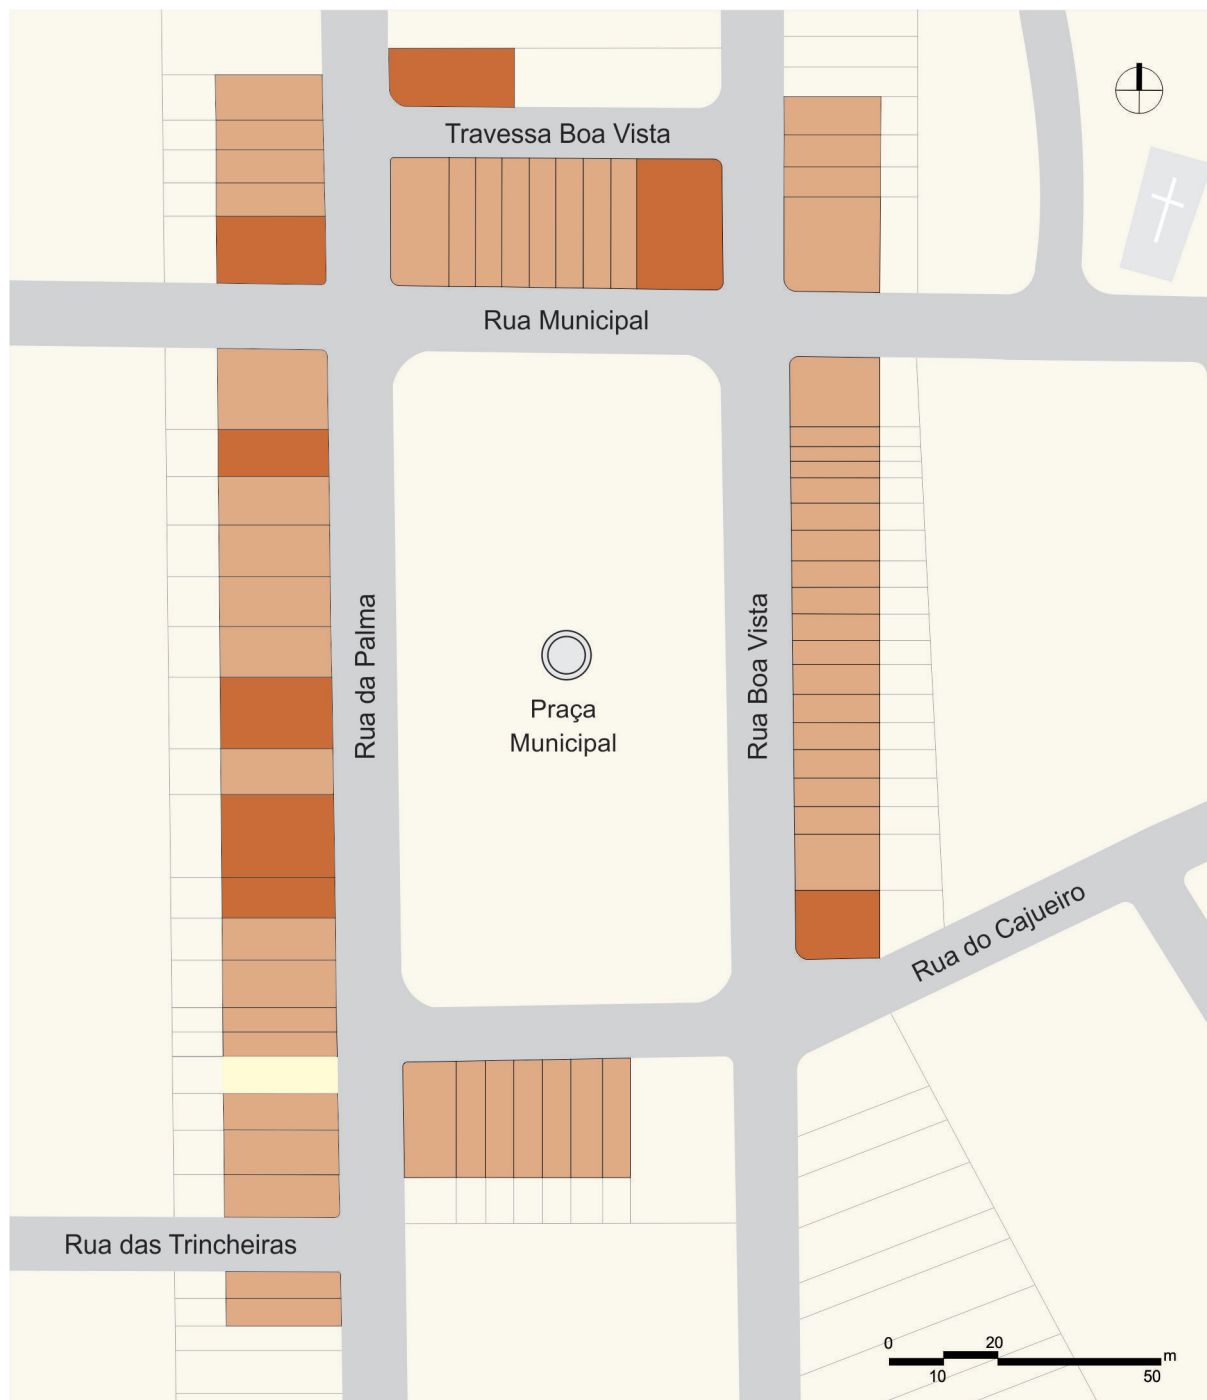 Travessa Boa Vista
Rua Municipal
Rua da Palma
Praça
Municipal
Rua Boa Vista
Rua do Cajueiro
Rua das Trincheiras
0
20
m
10
50